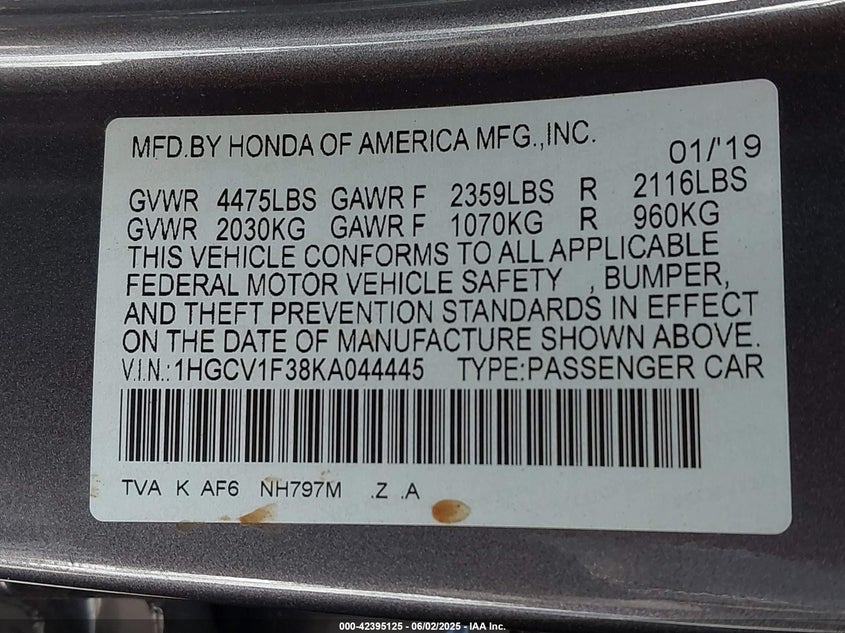 MFD.BY HONDA OF AMERICA MFG.,INC. 01/'19
GVWR 4475LBS GAWR F 2359LBS R 2116LBS
GVWR 2030KG GAWR F 1070KG R 960KG
THIS VEHICLE CONFORMS TO ALL APPLICABLE
FEDERAL MOTOR VEHICLE SAFETY , BUMPER,
AND THEFT PREVENTION STANDARDS IN EFFECT
ON THE DATE OF MANUFACTURE SHOWN ABOVE.
V.I.N.:1HGCV1F38KA044445 TYPE:PASSENGER CAR
TVA K AF6 NH797M .Z .A
000-42395125 - 06/02/2025 - IAA Inc.